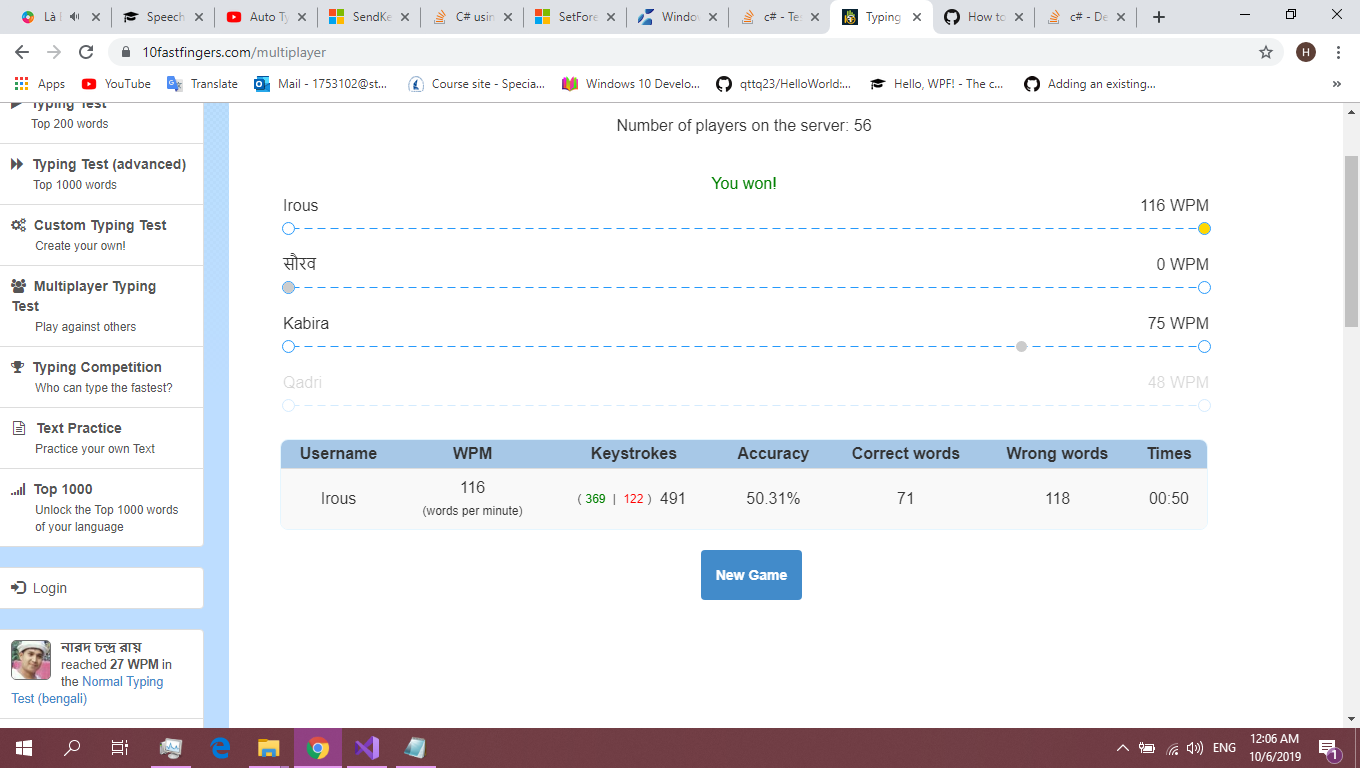 Là l
Speech
Auto Ty
SendKe
C# usin
SetFore
Windo
c# - Te
Typing
How to
c# - De
10fastfingers.com/multiplayer
H
Apps
YouTube
Translate
Mail - 1753102@st...
Course site - Specia...
Windows 10 Develo...
qttq23/HelloWorld:...
Hello, WPF! - The c...
Adding an existing...
»
Typing Test
Top 200 words
Typing Test (advanced)
Top 1000 words
Custom Typing Test
Create your own!
Multiplayer Typing
Test
Play against others
Typing Competition
Who can type the fastest?
Text Practice
Practice your own Text
Top 1000
Unlock the Top 1000 words
of your language
Login
নারদ চন্দ্র রায়
reached 27 WPM in
the Normal Typing
Test (bengali)
Number of players on the server: 56
You won!
Irous 116 WPM
सौरव 0 WPM
Kabira 75 WPM
Qadri 48 WPM
Username WPM Keystrokes Accuracy Correct words Wrong words Times
Irous 116 ( 369 | 122 ) 491 50.31% 71 118 00:50
(words per minute)
New Game
ENG
12:06 AM
10/6/2019
1